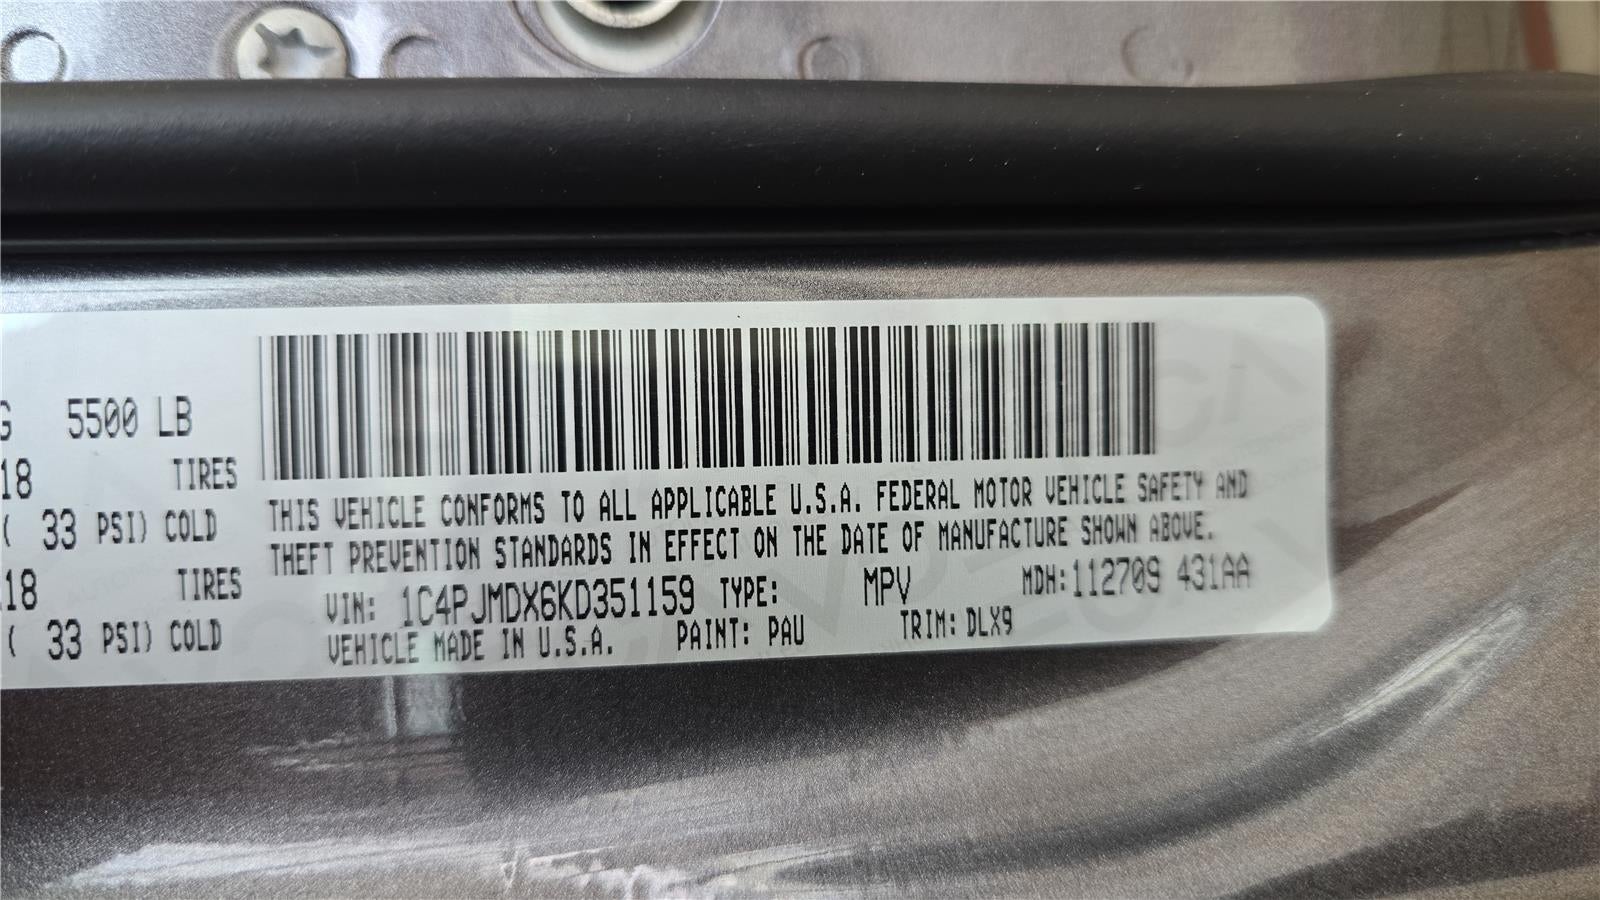 G 5500 LB
18 TIRES
( 33 PSI) COLD
18 TIRES
( 33 PSI) COLD
THIS VEHICLE CONFORMS TO ALL APPLICABLE U.S.A. FEDERAL MOTOR VEHICLE SAFETY AND
THEFT PREVENTION STANDARDS IN EFFECT ON THE DATE OF MANUFACTURE SHOWN ABOVE.
VIN: 1C4PJMDX6KD351159 TYPE: MPV MDH:112709 431AA
VEHICLE MADE IN U.S.A. PAINT: PAU TRIM: DLX9